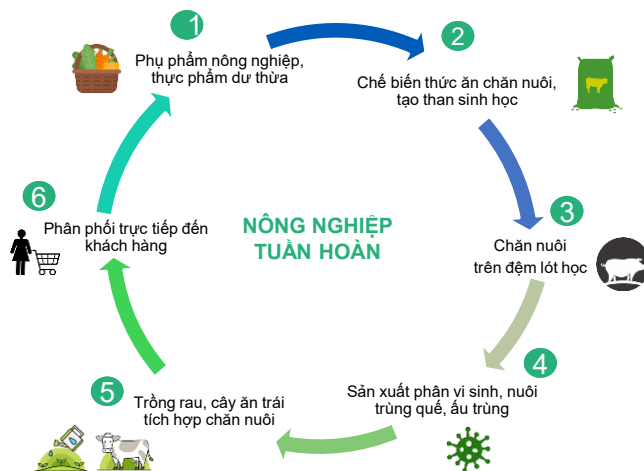 1
Phụ phẩm nông nghiệp,
thực phẩm dư thừa
2
Chế biến thức ăn chăn nuôi,
tạo than sinh học
3
Chăn nuôi
trên đệm lót học
4
Sản xuất phân vi sinh, nuôi
trùng quế, ấu trùng
5
Trồng rau, cây ăn trái
tích hợp chăn nuôi
6
Phân phối trực tiếp đến
khách hàng
NÔNG NGHIỆP
TUẦN HOÀN